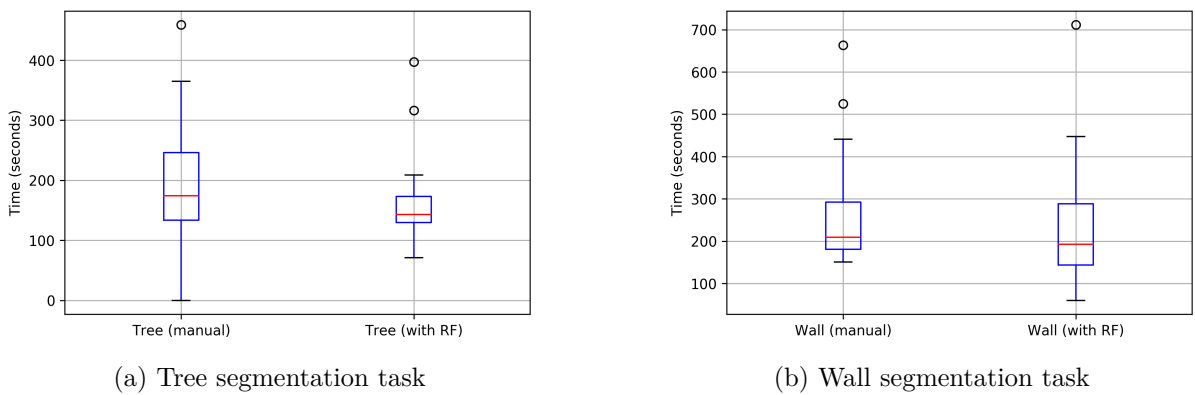 Time (seconds)
400
300
200
100
0
Tree (manual)
Tree (with RF)
(a) Tree segmentation task
Time (seconds)
700
600
500
400
300
200
100
Wall (manual)
Wall (with RF)
(b) Wall segmentation task